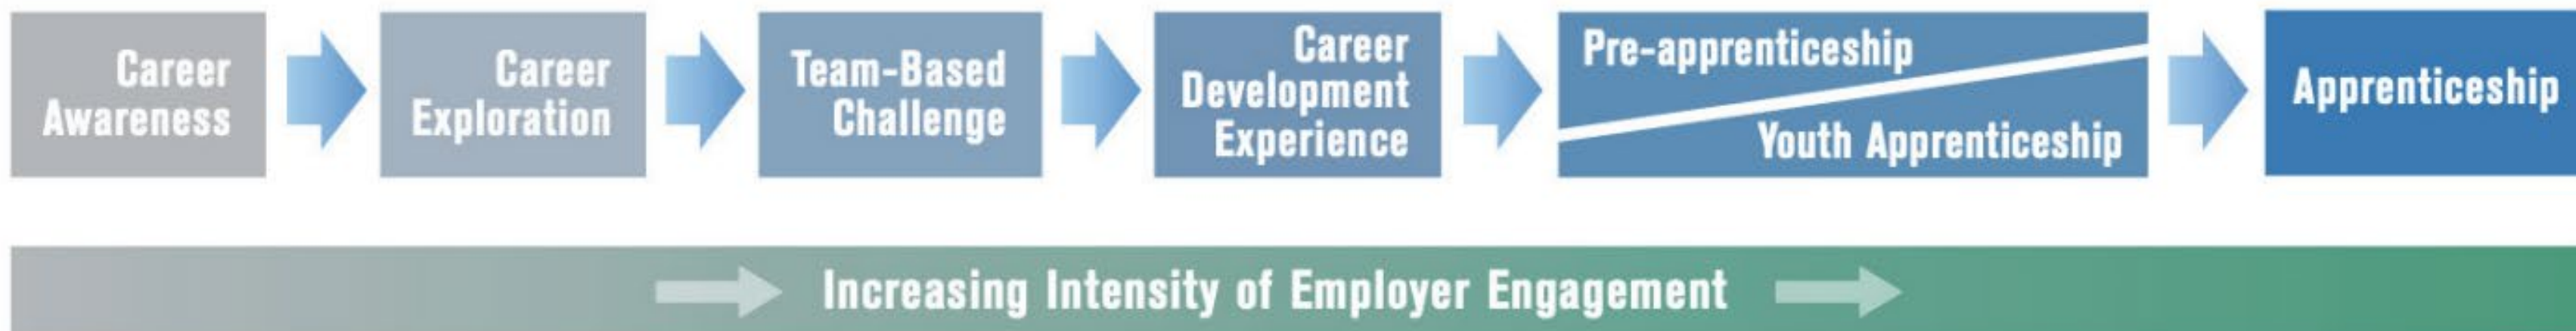 Career
Awareness
Career
Exploration
Team-Based
Challenge
Career
Development
Experience
Pre-apprenticeship
Youth Apprenticeship
Apprenticeship
Increasing Intensity of Employer Engagement